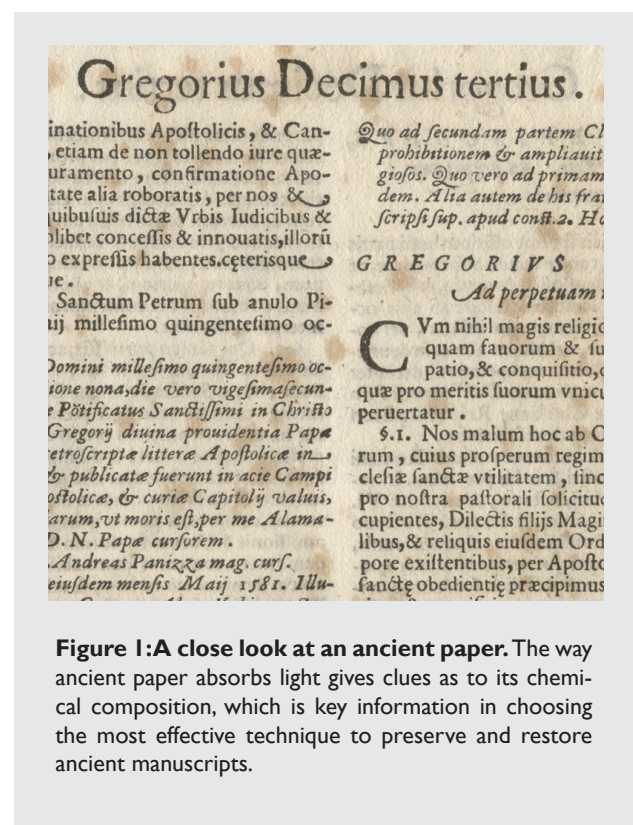 Gregorius Decimus tertius.
inationibus Apoſtolicis, & Can-
, etiam de non tollendo iure quæ-
uramento, confirmatione Apo-
tate alia roboratis, per nos &
uibuſuis dictæ Vrbis Iudicibus &
libet conceſſis & innouatis, illorū
o expreſſis habentes. cęterisque
ue.
Sanctum Petrum ſub anulo Pi-
uij milleſimo quingenteſimo oc-
Domini milleſimo quingenteſimo oc-
ione nona, die vero vigeſimaſecun-
e Pōtificatus Sanctiſſimi in Chriſto
Gregorij diuina prouidentia Papæ
etroſcriptæ litteræ Apoſtolicæ in
& publicatæ fuerunt in acie Campi
oſtolicæ, & curiæ Capitolij valuis,
arum, vt moris eſt, per me Alama-
D. N. Papæ curſorem.
Andreas Panizza mag. curſ.
eiuſdem menſis Maij 1581. Illu-
Quo ad ſecundam partem Cl
prohibitionem & ampliauit
gioſos. Quo vero ad primam
dem. Alia autem de his fra
ſcripſi ſup. apud conſt. 2. Ho
GREGORIVS
Ad perpetuam
CVm nihil magis religio
quam fauorum & ſu
patio, & conquiſitio, 
quæ pro meritis ſuorum vnicu
peruertatur.
§.1. Nos malum hoc ab C
rum, cuius proſperum regim
cleſiæ ſanctæ vtilitatem, ſinc
pro noſtra paſtorali ſolicituc
cupientes, Dilectis filijs Magi
libus, & reliquis eiuſdem Ord
pore exiſtentibus, per Apoſto
ſanctę obedientię præcipimus
Figure 1: A close look at an ancient paper. The way
ancient paper absorbs light gives clues as to its chemi-
cal composition, which is key information in choosing
the most effective technique to preserve and restore
ancient manuscripts.